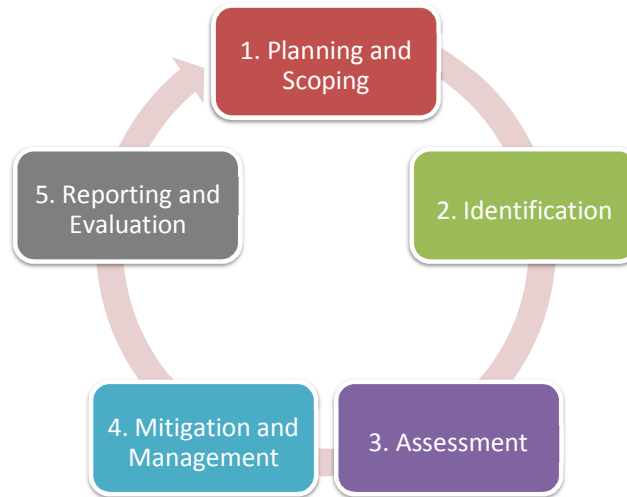 1. Planning and
Scoping
2. Identification
3. Assessment
4. Mitigation and
Management
5. Reporting and
Evaluation